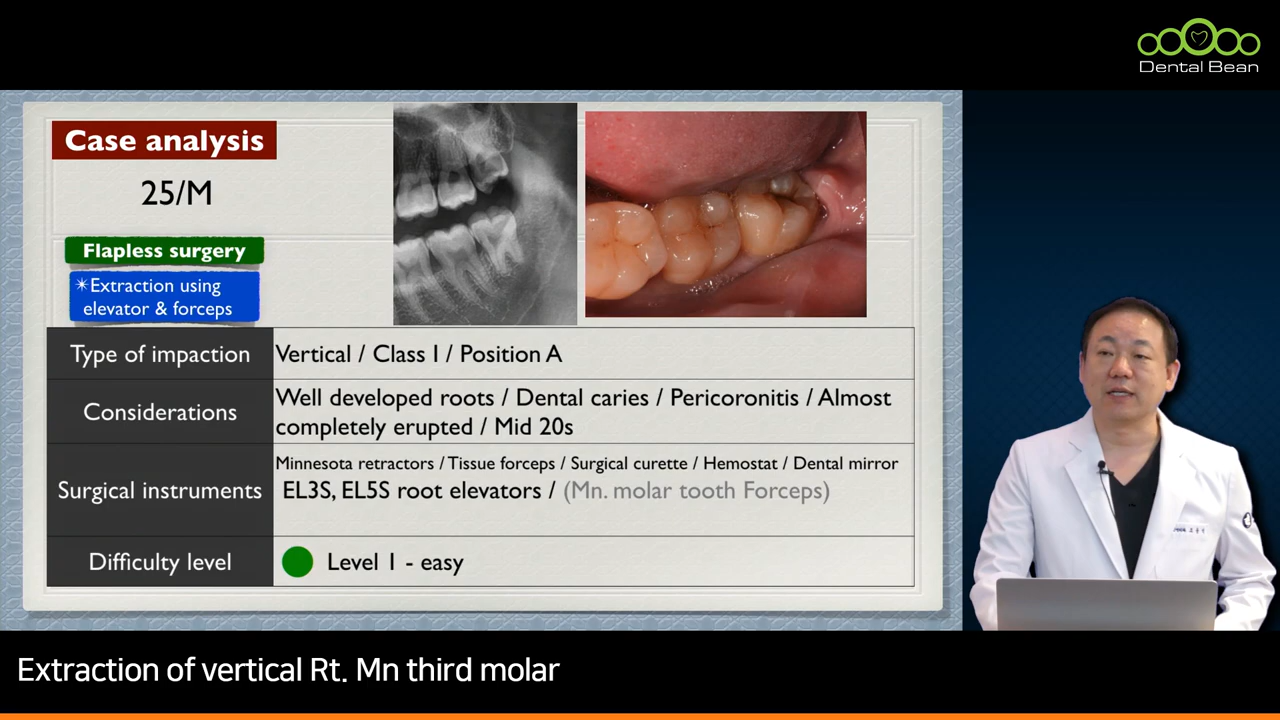 Dental Bean
Case analysis
25/M
Flapless surgery
✴Extraction using
elevator & forceps
Type of impaction
Vertical / Class I / Position A
Considerations
Well developed roots / Dental caries / Pericoronitis / Almost
completely erupted / Mid 20s
Surgical instruments
Minnesota retractors / Tissue forceps / Surgical curette / Hemostat / Dental mirror
EL3S, EL5S root elevators / (Mn. molar tooth Forceps)
Difficulty level
Level 1 - easy
Extraction of vertical Rt. Mn third molar